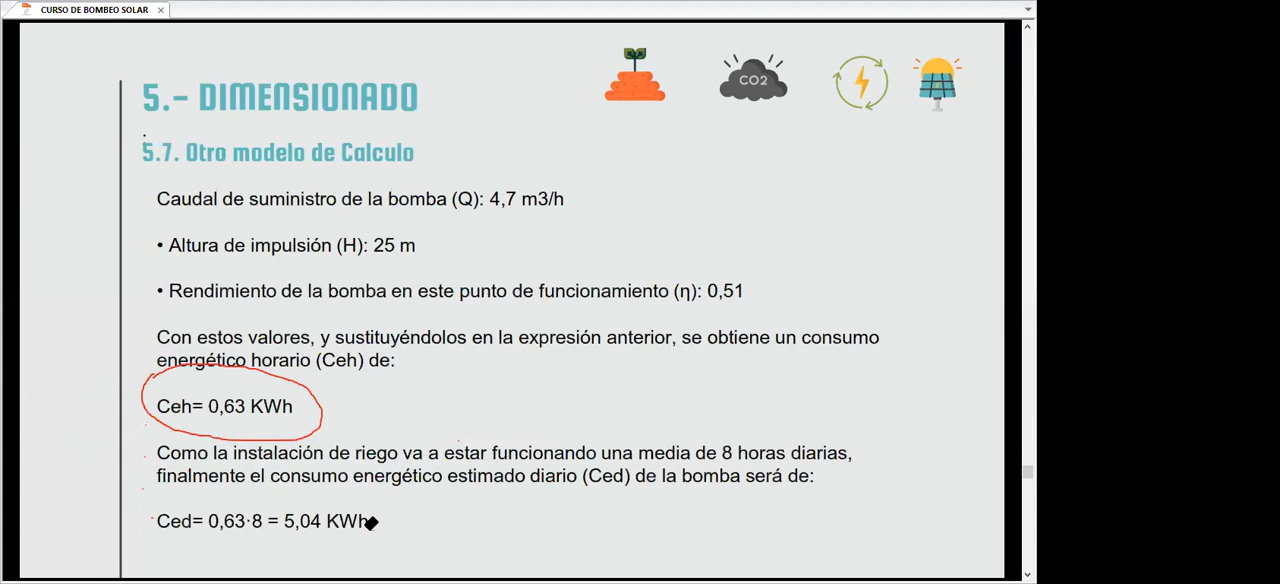 CURSO DE BOMBEO SOLAR
CO2
5.- DIMENSIONADO
5.7. Otro modelo de Calculo
Caudal de suministro de la bomba (Q): 4,7 m3/h
• Altura de impulsión (H): 25 m
• Rendimiento de la bomba en este punto de funcionamiento (η): 0,51
Con estos valores, y sustituyéndolos en la expresión anterior, se obtiene un consumo
energético horario (Ceh) de:
Ceh= 0,63 KWh
Como la instalación de riego va a estar funcionando una media de 8 horas diarias,
finalmente el consumo energético estimado diario (Ced) de la bomba será de:
Ced= 0,63·8 = 5,04 KWh